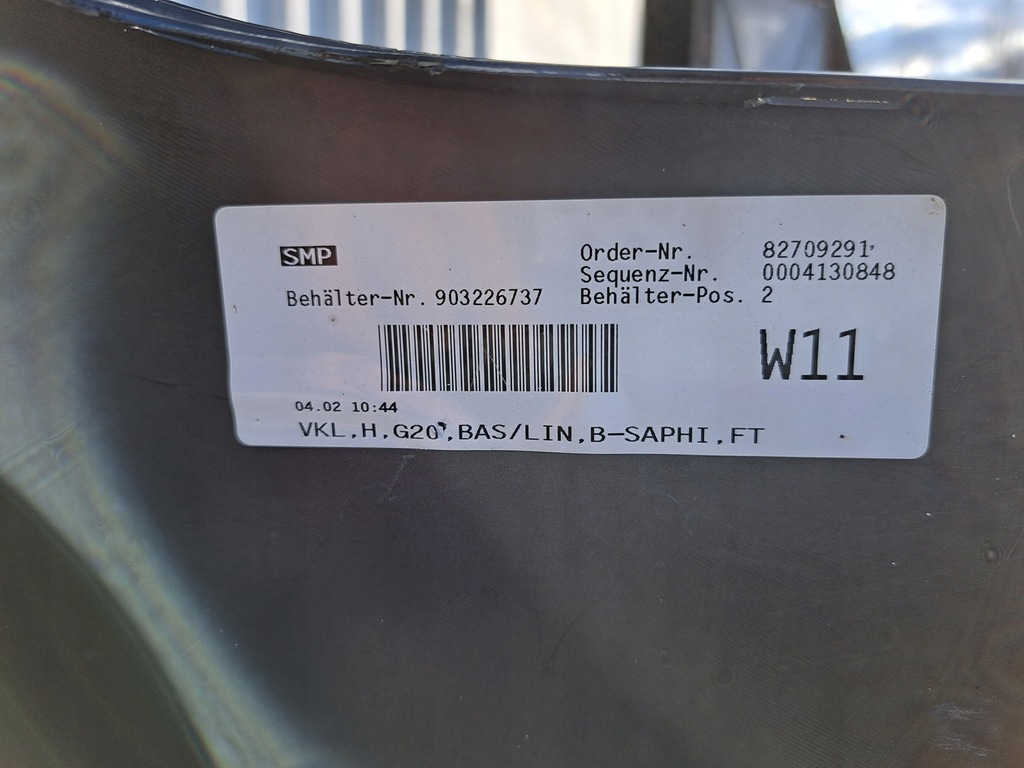 SMP
Order-Nr. 82709291
Sequenz-Nr. 0004130848
Behälter-Nr. 903226737 Behälter-Pos. 2
W11
04.02 10:44
VKL,H,G20,BAS/LIN,B-SAPHI,FT